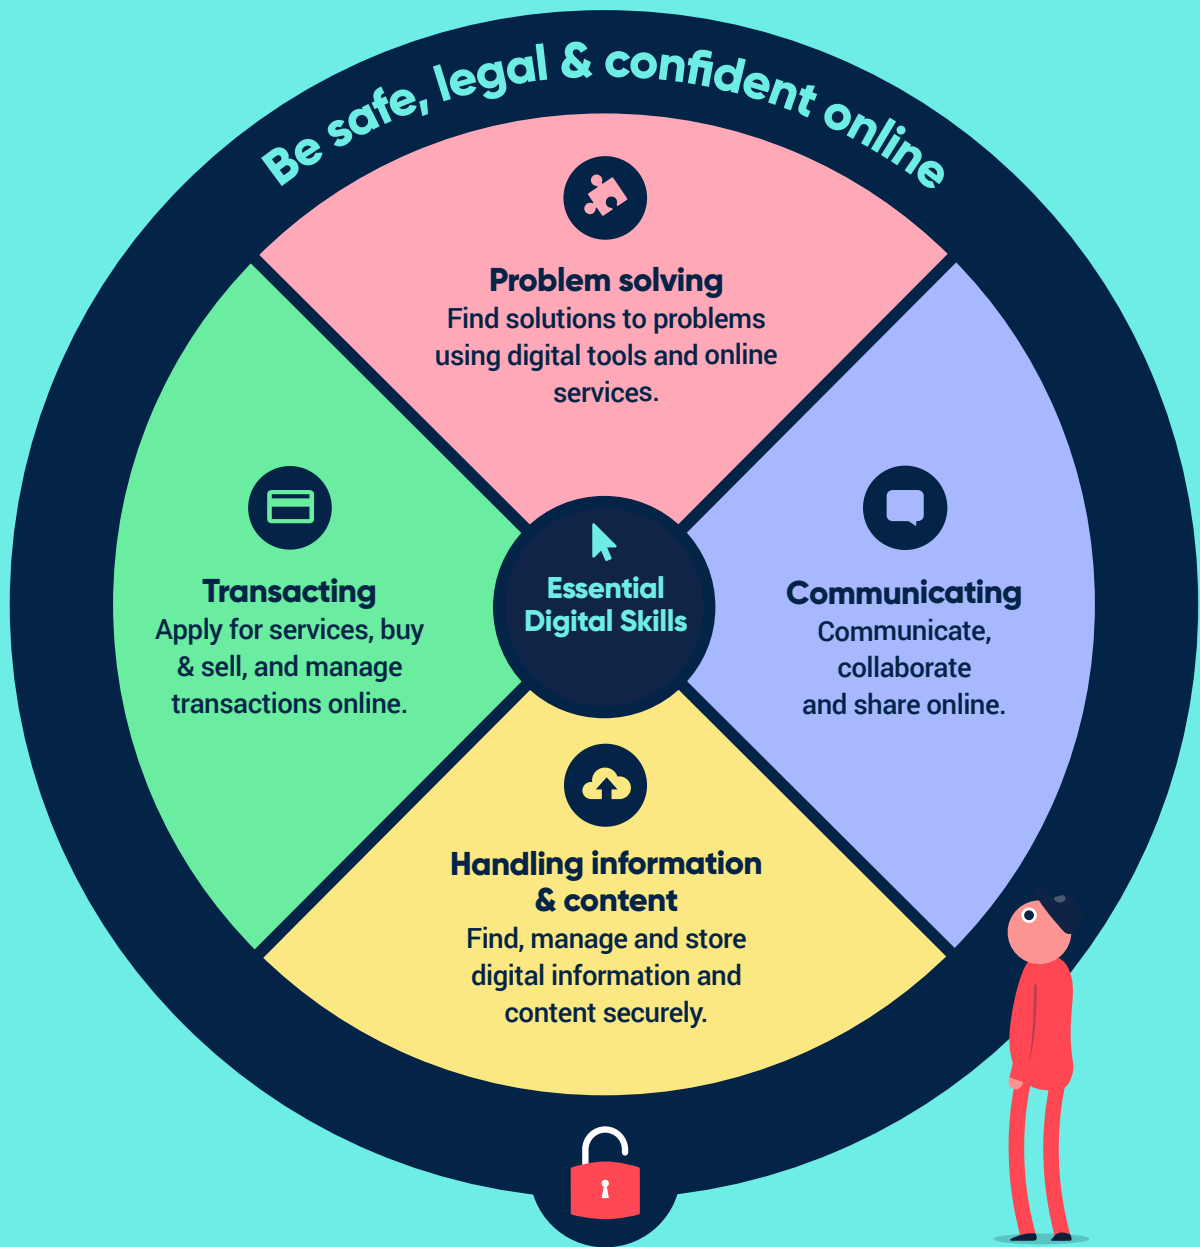 Be safe, legal & confident online
Problem solving
Find solutions to problems
using digital tools and online
services.
Transacting
Apply for services, buy
& sell, and manage
transactions online.
Essential
Digital Skills
Communicating
Communicate,
collaborate
and share online.
Handling information
& content
Find, manage and store
digital information and
content securely.